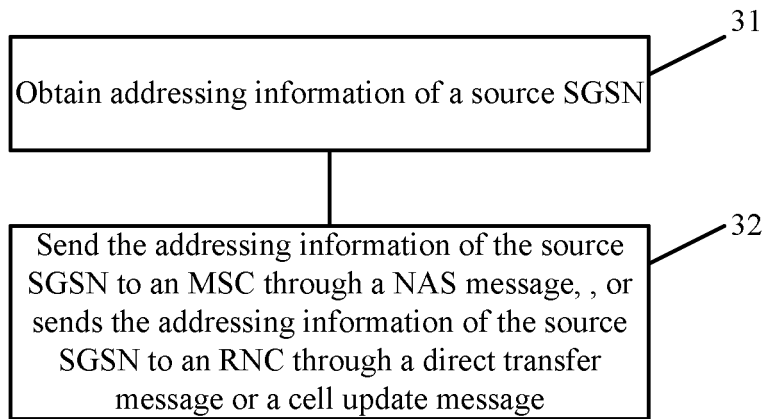 31
Obtain addressing information of a source SGSN
32
Send the addressing information of the source
SGSN to an MSC through a NAS message, , or
sends the addressing information of the source
SGSN to an RNC through a direct transfer
message or a cell update message